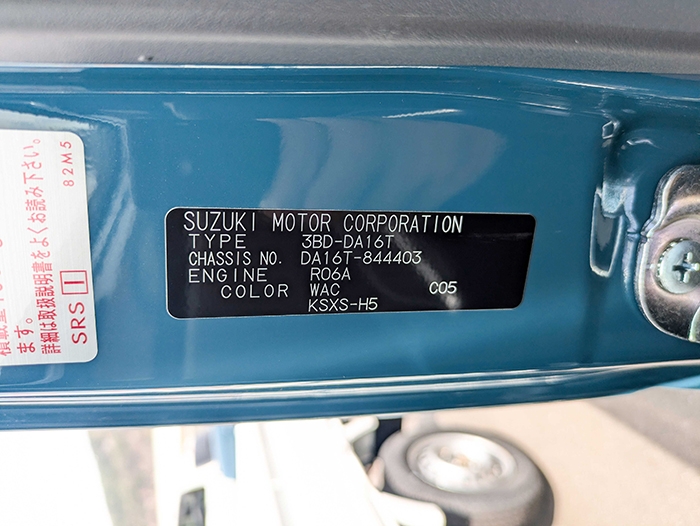 ます。
詳細は取扱説明書をよくお読み下さい。
SRS I 82M5
SUZUKI MOTOR CORPORATION
TYPE 3BD-DA16T
CHASSIS NO. DA16T-844403
ENGINE R06A
COLOR WAC C05
KSXS-H5